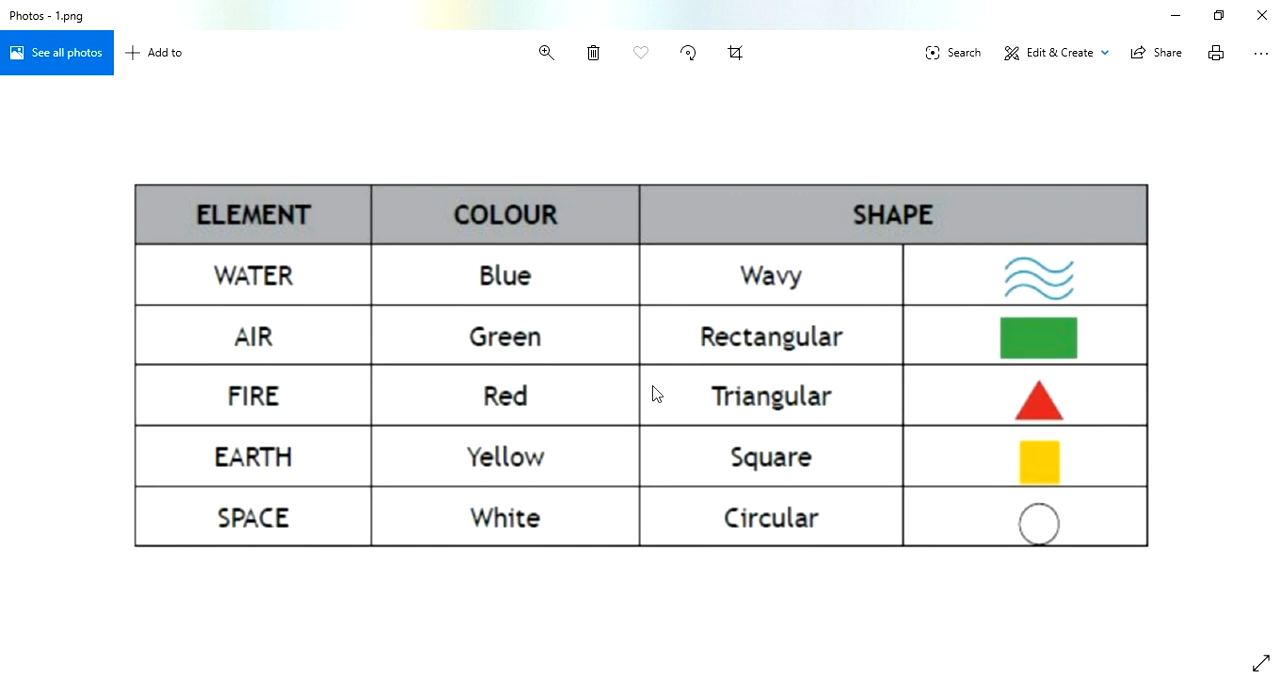 Photos - 1.png
See all photos Add to Search Edit & Create Share
ELEMENT COLOUR SHAPE
WATER Blue Wavy
AIR Green Rectangular
FIRE Red Triangular
EARTH Yellow Square
SPACE White Circular